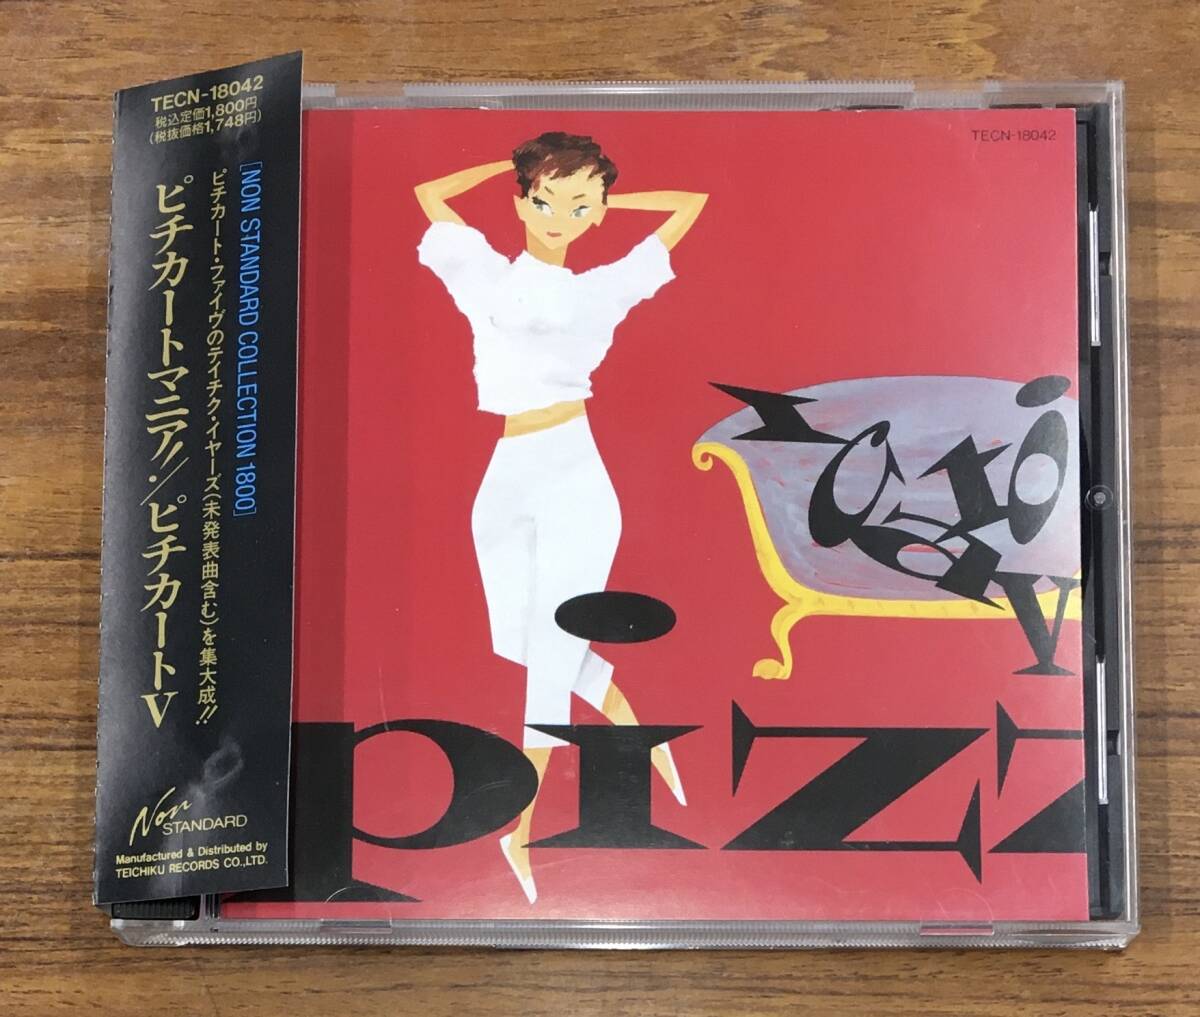 TECN-18042
税込定価1,800円
(税抜価格1,748円)
[NON STANDARD COLLECTION 1800]
ピチカート・ファイヴのテイチク・イヤーズ(未発表曲含む)を集大成!!
ピチカートマニア!/ピチカートV
Non
STANDARD
Manufactured & Distributed by
TEICHIKU RECORDS CO.,LTD.
TECN-18042
pizz